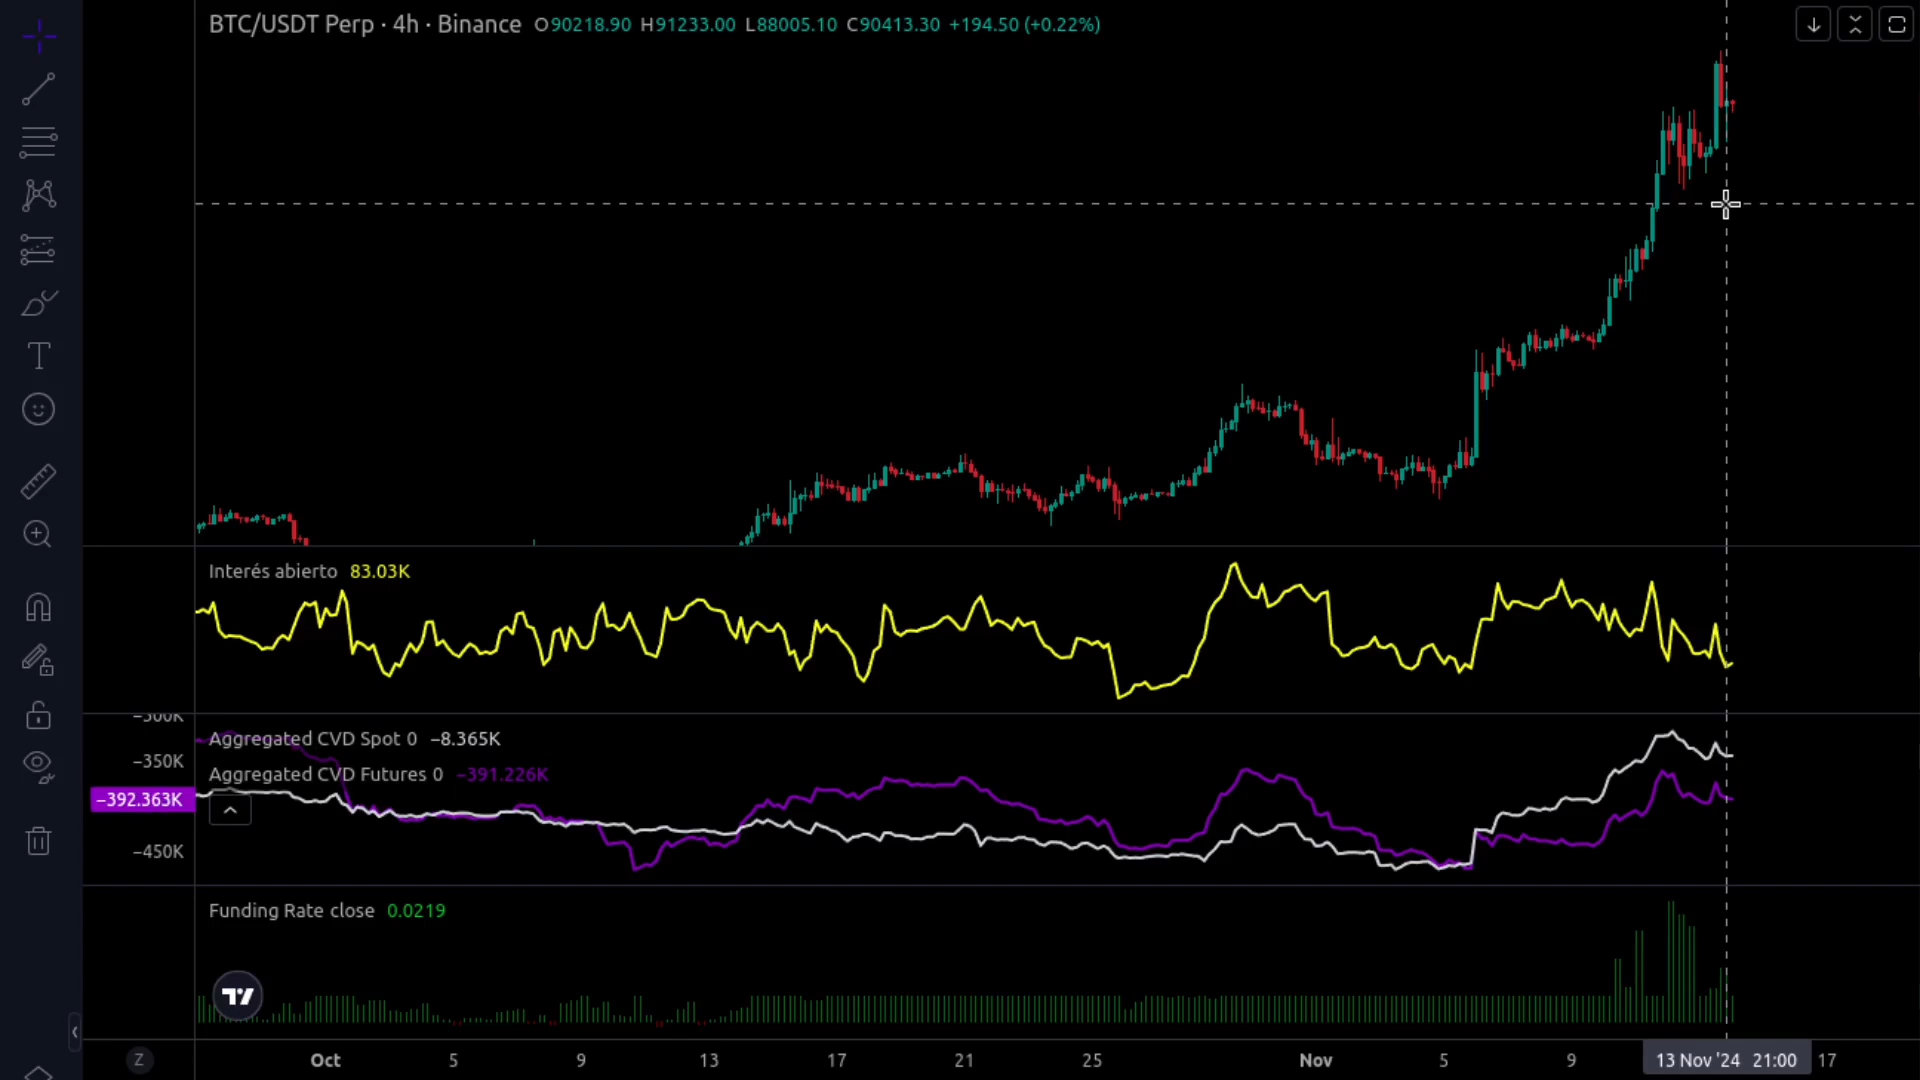 BTC/USDT Perp · 4h · Binance O90218.90 H91233.00 L88005.10 C90413.30 +194.50 (+0.22%)
Interés abierto 83.03K
−300K
Aggregated CVD Spot 0 −8.365K
−350K
Aggregated CVD Futures 0 −391.226K
−392.363K
−450K
Funding Rate close 0.0219
Z Oct 5 9 13 17 21 25 Nov 5 9 13 Nov '24 21:00 17